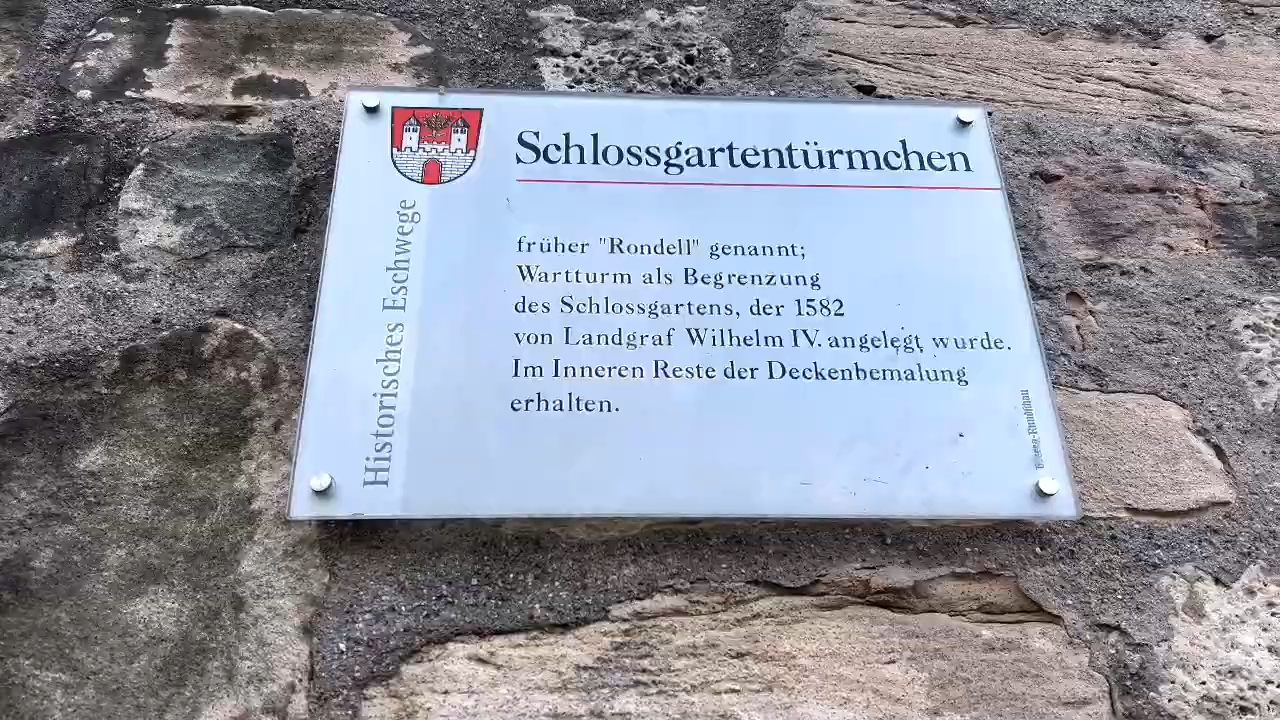 Schlossgartentürmchen
Historisches Eschwege
früher "Rondell" genannt;
Wartturm als Begrenzung
des Schlossgartens, der 1582
von Landgraf Wilhelm IV. angelegt wurde.
Im Inneren Reste der Deckenbemalung
erhalten.